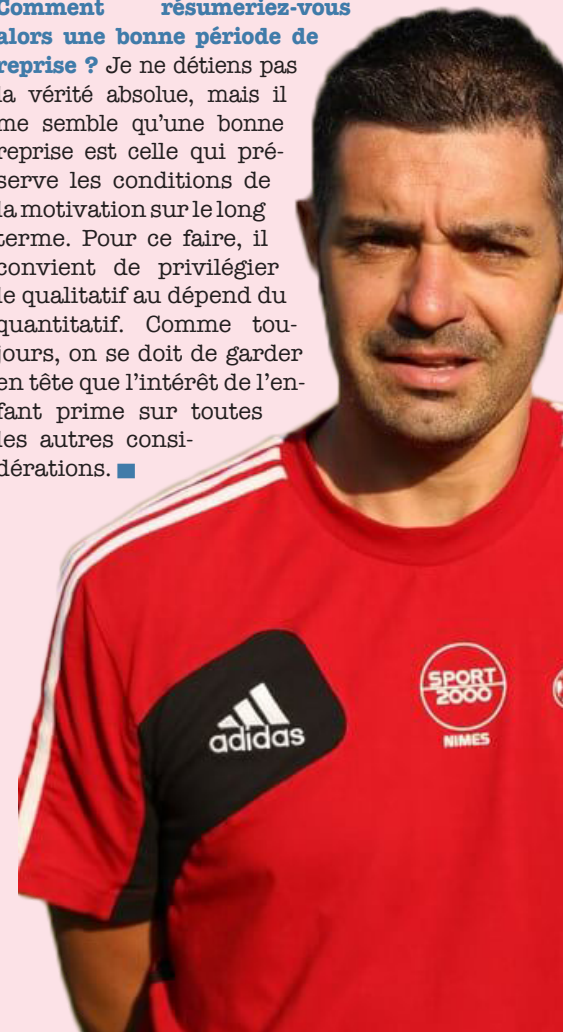 Comment résumeriez-vous
alors une bonne période de
reprise ? Je ne détiens pas
la vérité absolue, mais il
me semble qu'une bonne
reprise est celle qui pré-
serve les conditions de
la motivation sur le long
terme. Pour ce faire, il
convient de privilégier
le qualitatif au dépend du
quantitatif. Comme tou-
jours, on se doit de garder
en tête que l'intérêt de l'en-
fant prime sur toutes
les autres consi-
dérations.
adidas
SPORT
2000
NIMES